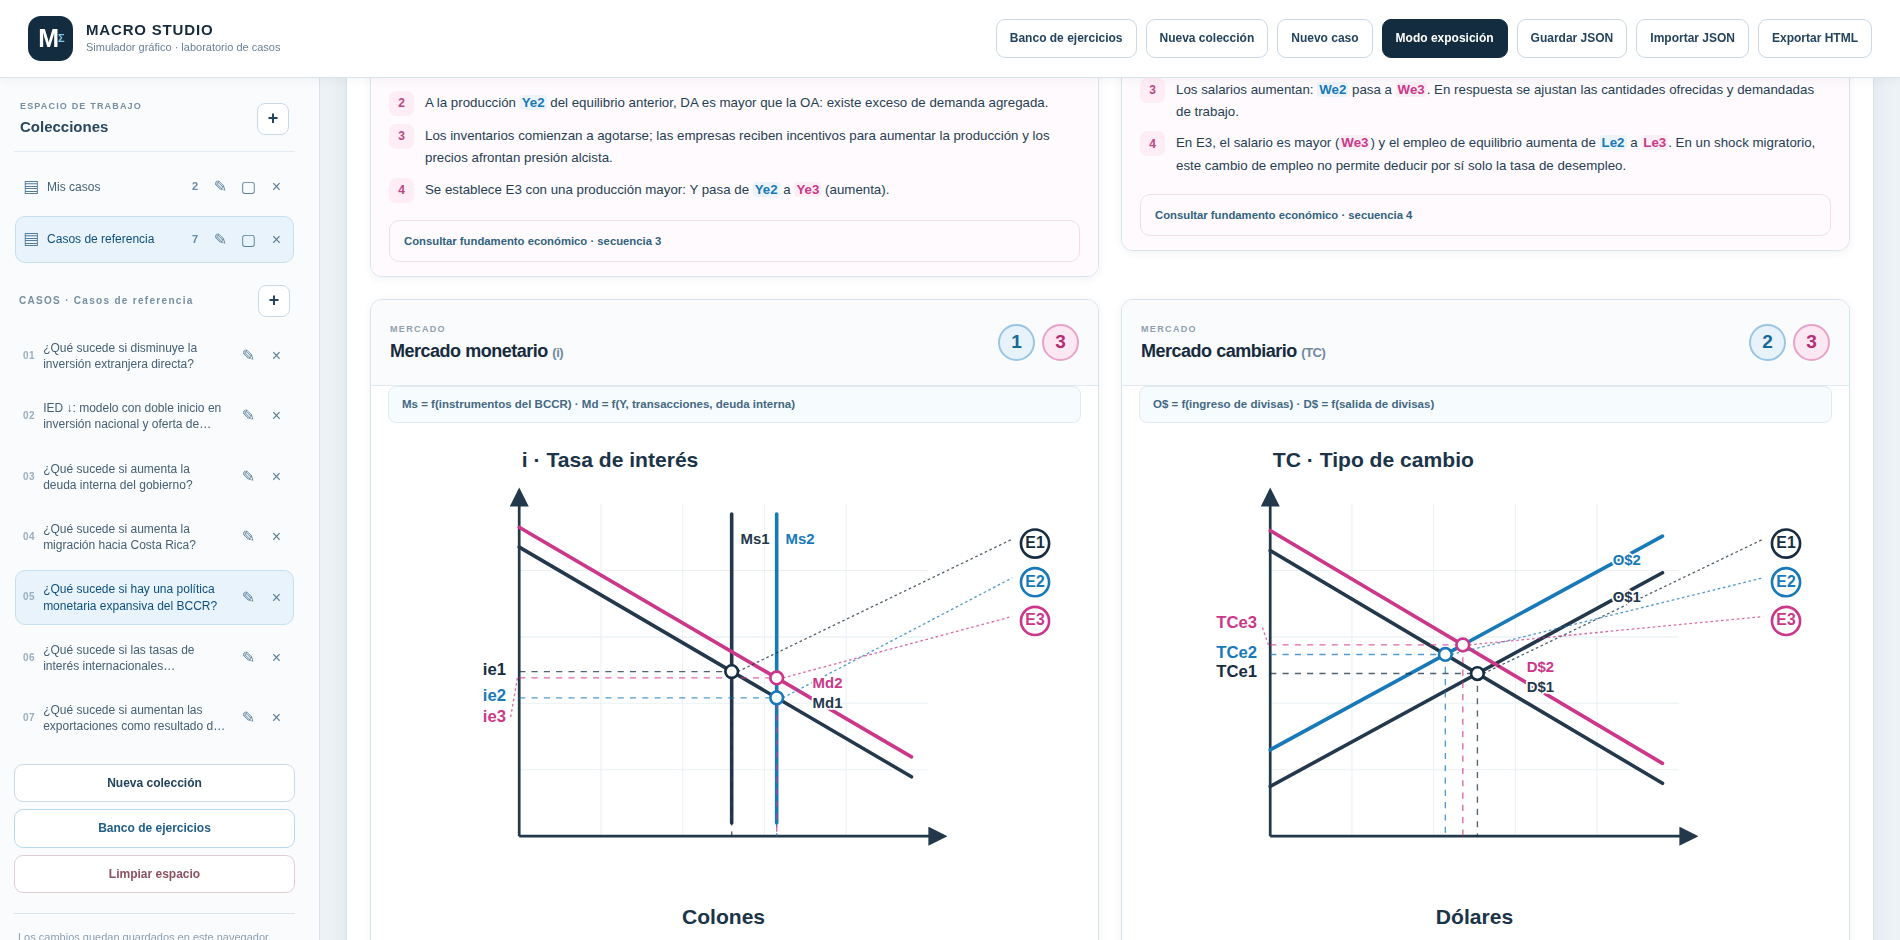 M Σ
MACRO STUDIO
Simulador gráfico · laboratorio de casos
Banco de ejercicios
Nueva colección
Nuevo caso
Modo exposición
Guardar JSON
Importar JSON
Exportar HTML
ESPACIO DE TRABAJO
Colecciones
+
Mis casos 2
Casos de referencia 7
CASOS · Casos de referencia
+
01 ¿Qué sucede si disminuye la
inversión extranjera directa?
02 IED ↓: modelo con doble inicio en
inversión nacional y oferta de…
03 ¿Qué sucede si aumenta la
deuda interna del gobierno?
04 ¿Qué sucede si aumenta la
migración hacia Costa Rica?
05 ¿Qué sucede si hay una política
monetaria expansiva del BCCR?
06 ¿Qué sucede si las tasas de
interés internacionales…
07 ¿Qué sucede si aumentan las
exportaciones como resultado d…
Nueva colección
Banco de ejercicios
Limpiar espacio
Los cambios quedan guardados en este navegador.
2 A la producción Ye2 del equilibrio anterior, DA es mayor que la OA: existe exceso de demanda agregada.
3 Los inventarios comienzan a agotarse; las empresas reciben incentivos para aumentar la producción y los
precios afrontan presión alcista.
4 Se establece E3 con una producción mayor: Y pasa de Ye2 a Ye3 (aumenta).
Consultar fundamento económico · secuencia 3
3 Los salarios aumentan: We2 pasa a We3. En respuesta se ajustan las cantidades ofrecidas y demandadas
de trabajo.
4 En E3, el salario es mayor (We3) y el empleo de equilibrio aumenta de Le2 a Le3. En un shock migratorio,
este cambio de empleo no permite deducir por sí solo la tasa de desempleo.
Consultar fundamento económico · secuencia 4
MERCADO
Mercado monetario (i)
1 3
Ms = f(instrumentos del BCCR) · Md = f(Y, transacciones, deuda interna)
i · Tasa de interés
Ms1 Ms2
E1
E2
E3
ie1
ie2
ie3
Md2
Md1
Colones
MERCADO
Mercado cambiario (TC)
2 3
O$ = f(ingreso de divisas) · D$ = f(salida de divisas)
TC · Tipo de cambio
O$2
O$1
E1
E2
E3
TCe3
TCe2
TCe1
D$2
D$1
Dólares